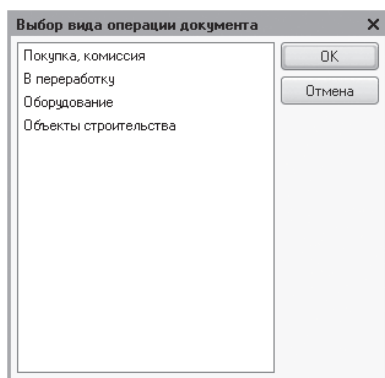 Выбор вида операции документа
Покупка, комиссия
В переработку
Оборудование
Объекты строительства
OK
Отмена